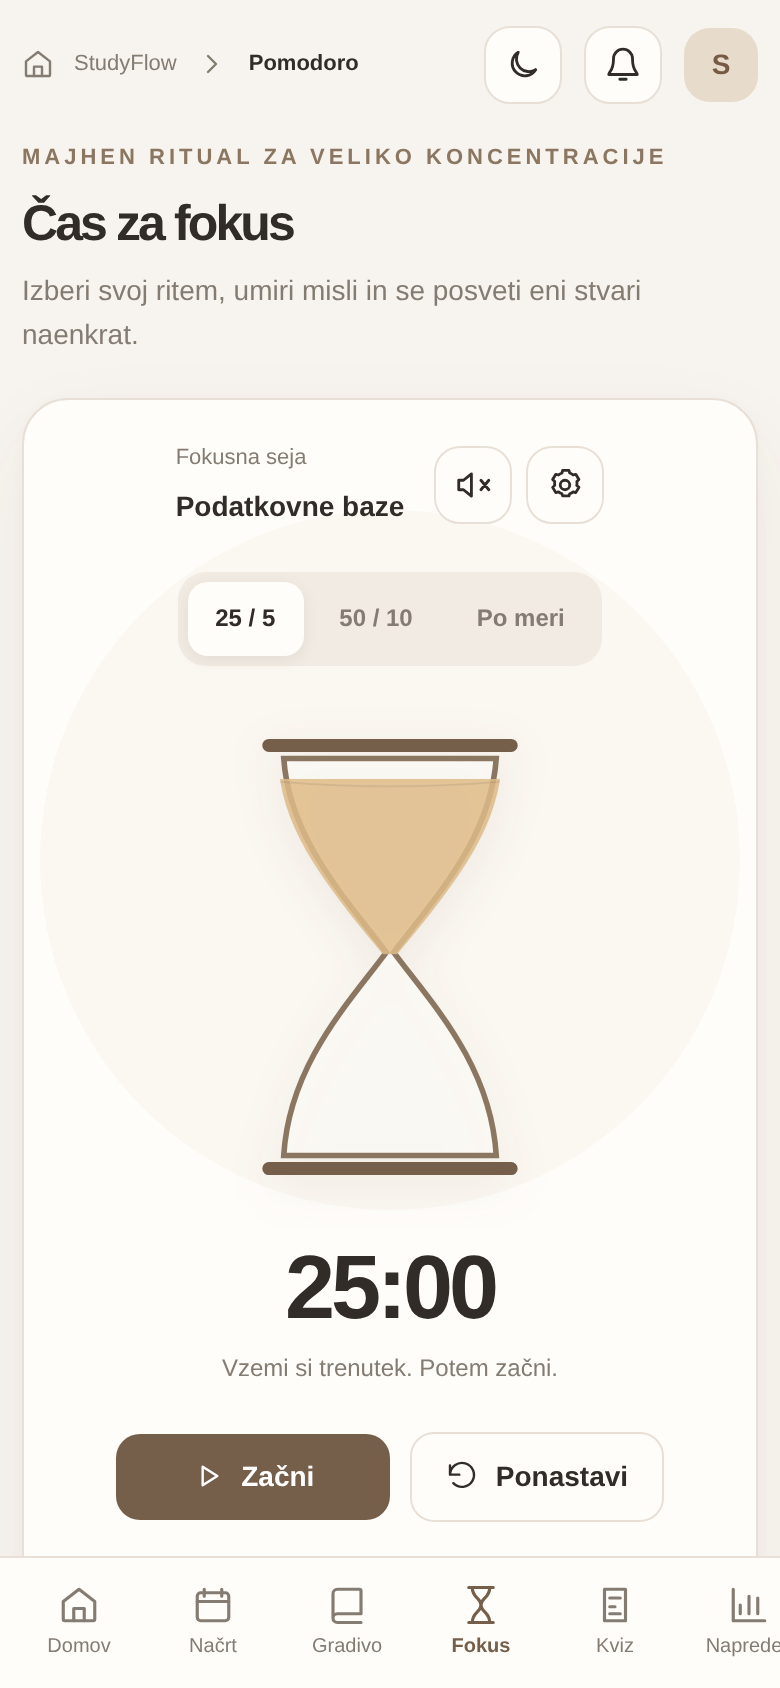 StudyFlow > Pomodoro
S
MAJHEN RITUAL ZA VELIKO KONCENTRACIJE
Čas za fokus
Izberi svoj ritem, umiri misli in se posveti eni stvari
naenkrat.
Fokusna seja
Podatkovne baze
25 / 5 50 / 10 Po meri
25:00
Vzemi si trenutek. Potem začni.
Začni Ponastavi
Domov Načrt Gradivo Fokus Kviz